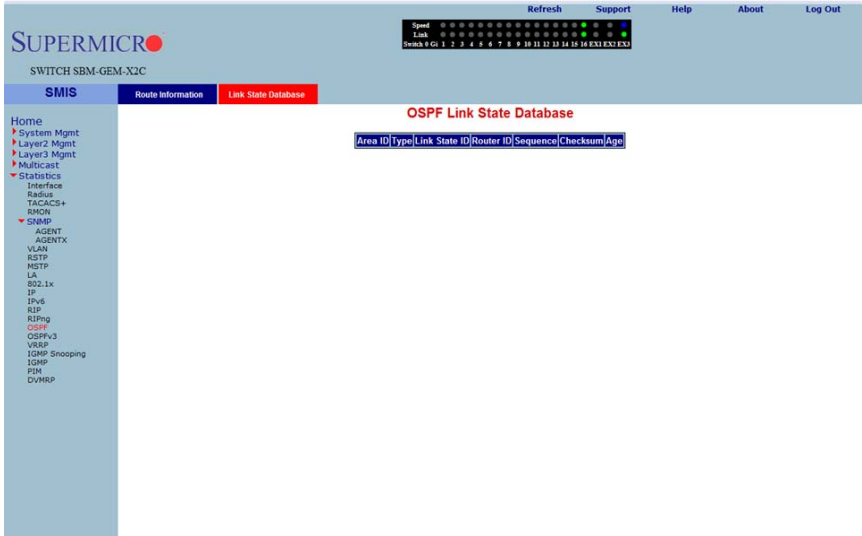 Refresh Support Help About Log Out
SUPERMICRO
SWITCH SBM-GEM-X2C
Speed
Link
Switch 0 Gi 1 2 3 4 5 6 7 8 9 10 11 12 13 14 15 16 EX1 EX2 EX3
SMIS
Route Information Link State Database
OSPF Link State Database
Area ID Type Link State ID Router ID Sequence Checksum Age
Home
System Mgmt
Layer2 Mgmt
Layer3 Mgmt
Multicast
Statistics
Interface
Radius
TACACS+
RMON
SNMP
AGENT
AGENTX
VLAN
RSTP
MSTP
LA
802.1x
IP
IPv6
RIP
RIPng
OSPF
OSPFv3
VRRP
IGMP Snooping
IGMP
PIM
DVMRP